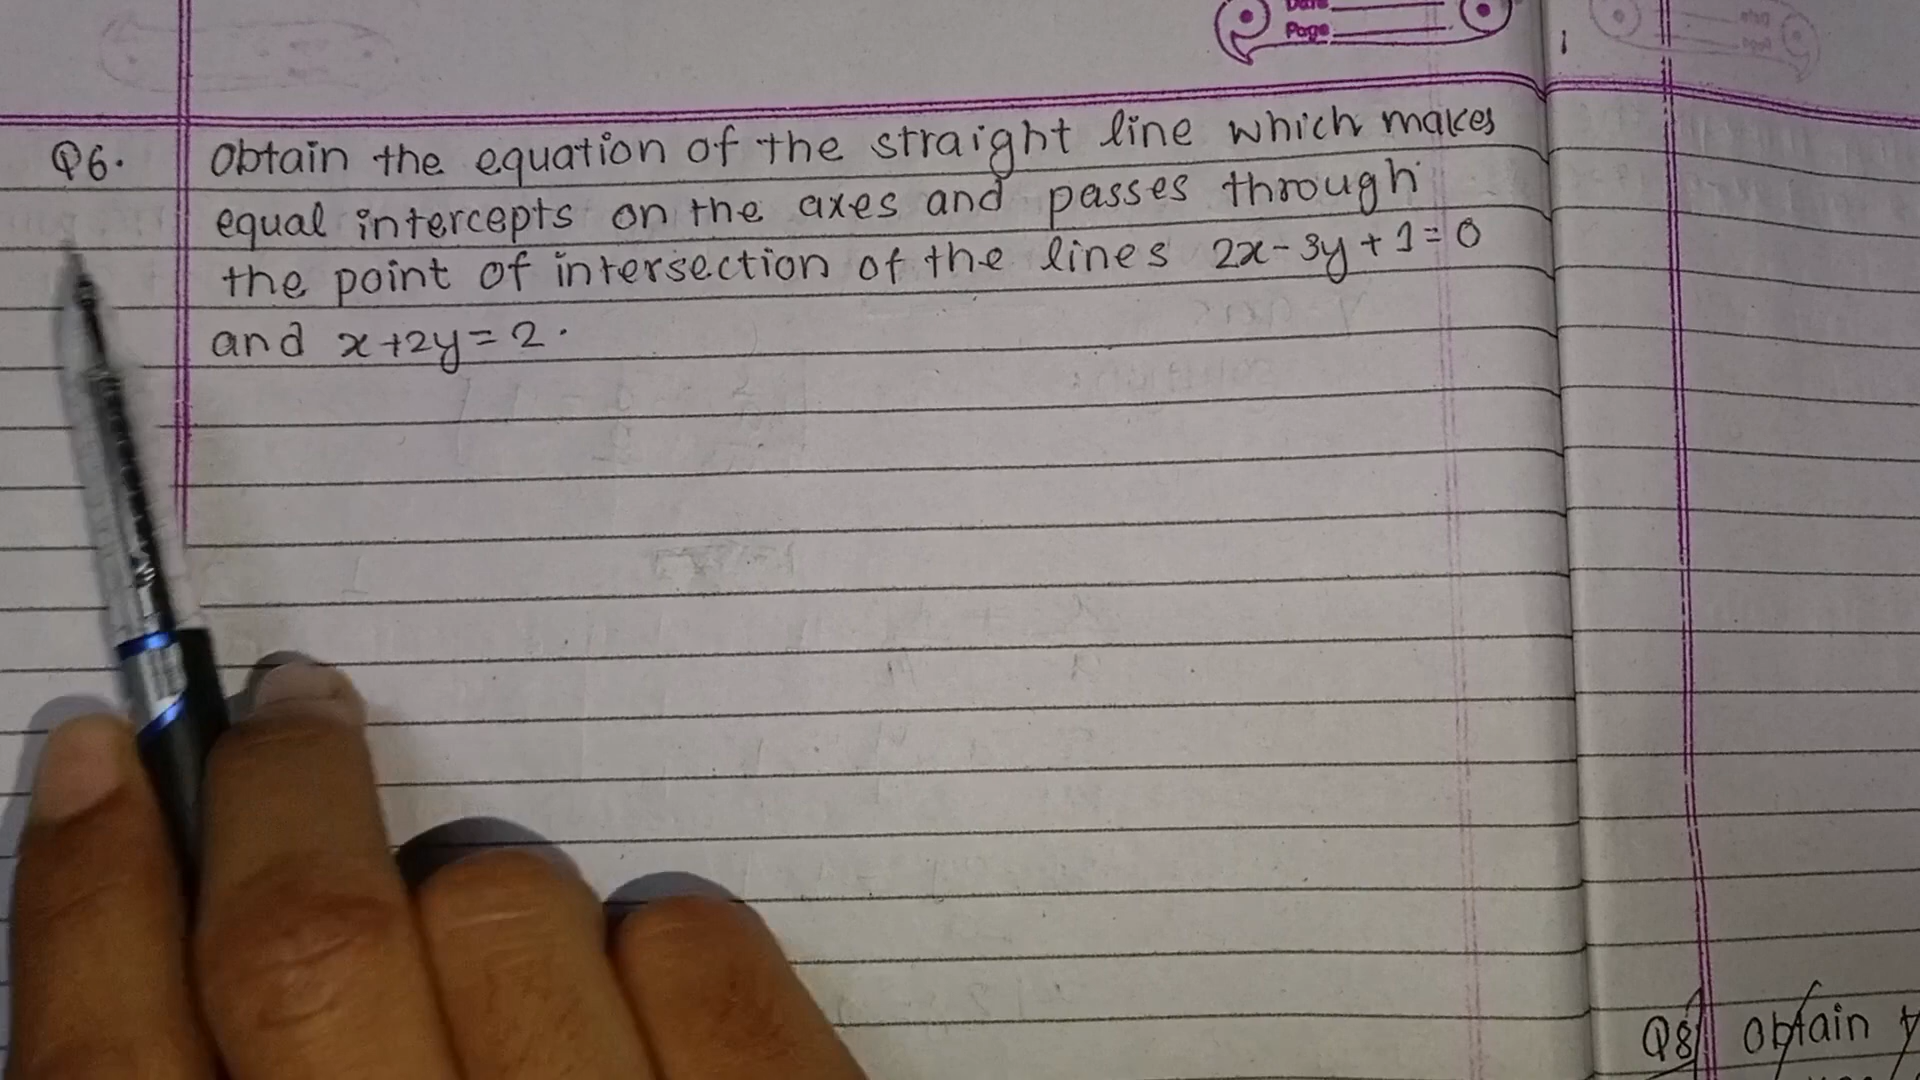 Date
Page
Q6. Obtain the equation of the straight line which makes
equal intercepts on the axes and passes through
the point of intersection of the lines 2x-3y+1=0
and x+2y=2.
Q8 Obtain